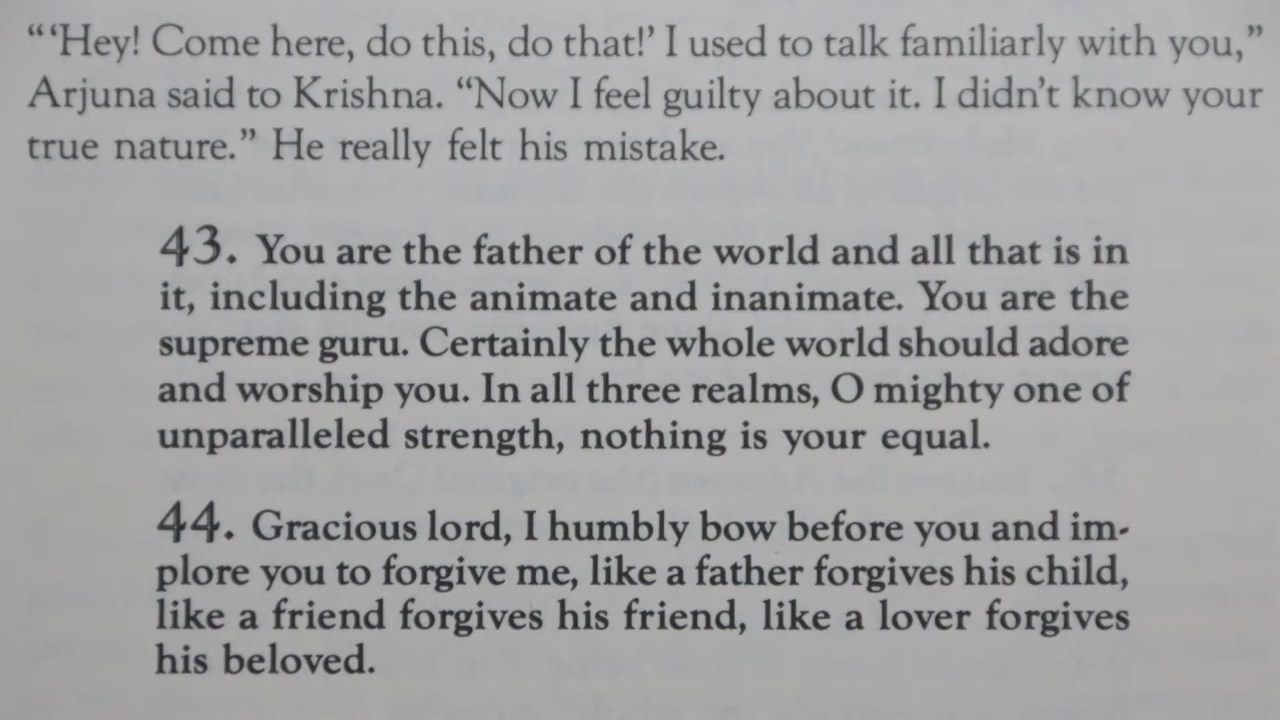 “‘Hey! Come here, do this, do that!’ I used to talk familiarly with you,”
Arjuna said to Krishna. “Now I feel guilty about it. I didn’t know your
true nature.” He really felt his mistake.
43. You are the father of the world and all that is in
it, including the animate and inanimate. You are the
supreme guru. Certainly the whole world should adore
and worship you. In all three realms, O mighty one of
unparalleled strength, nothing is your equal.
44. Gracious lord, I humbly bow before you and im-
plore you to forgive me, like a father forgives his child,
like a friend forgives his friend, like a lover forgives
his beloved.